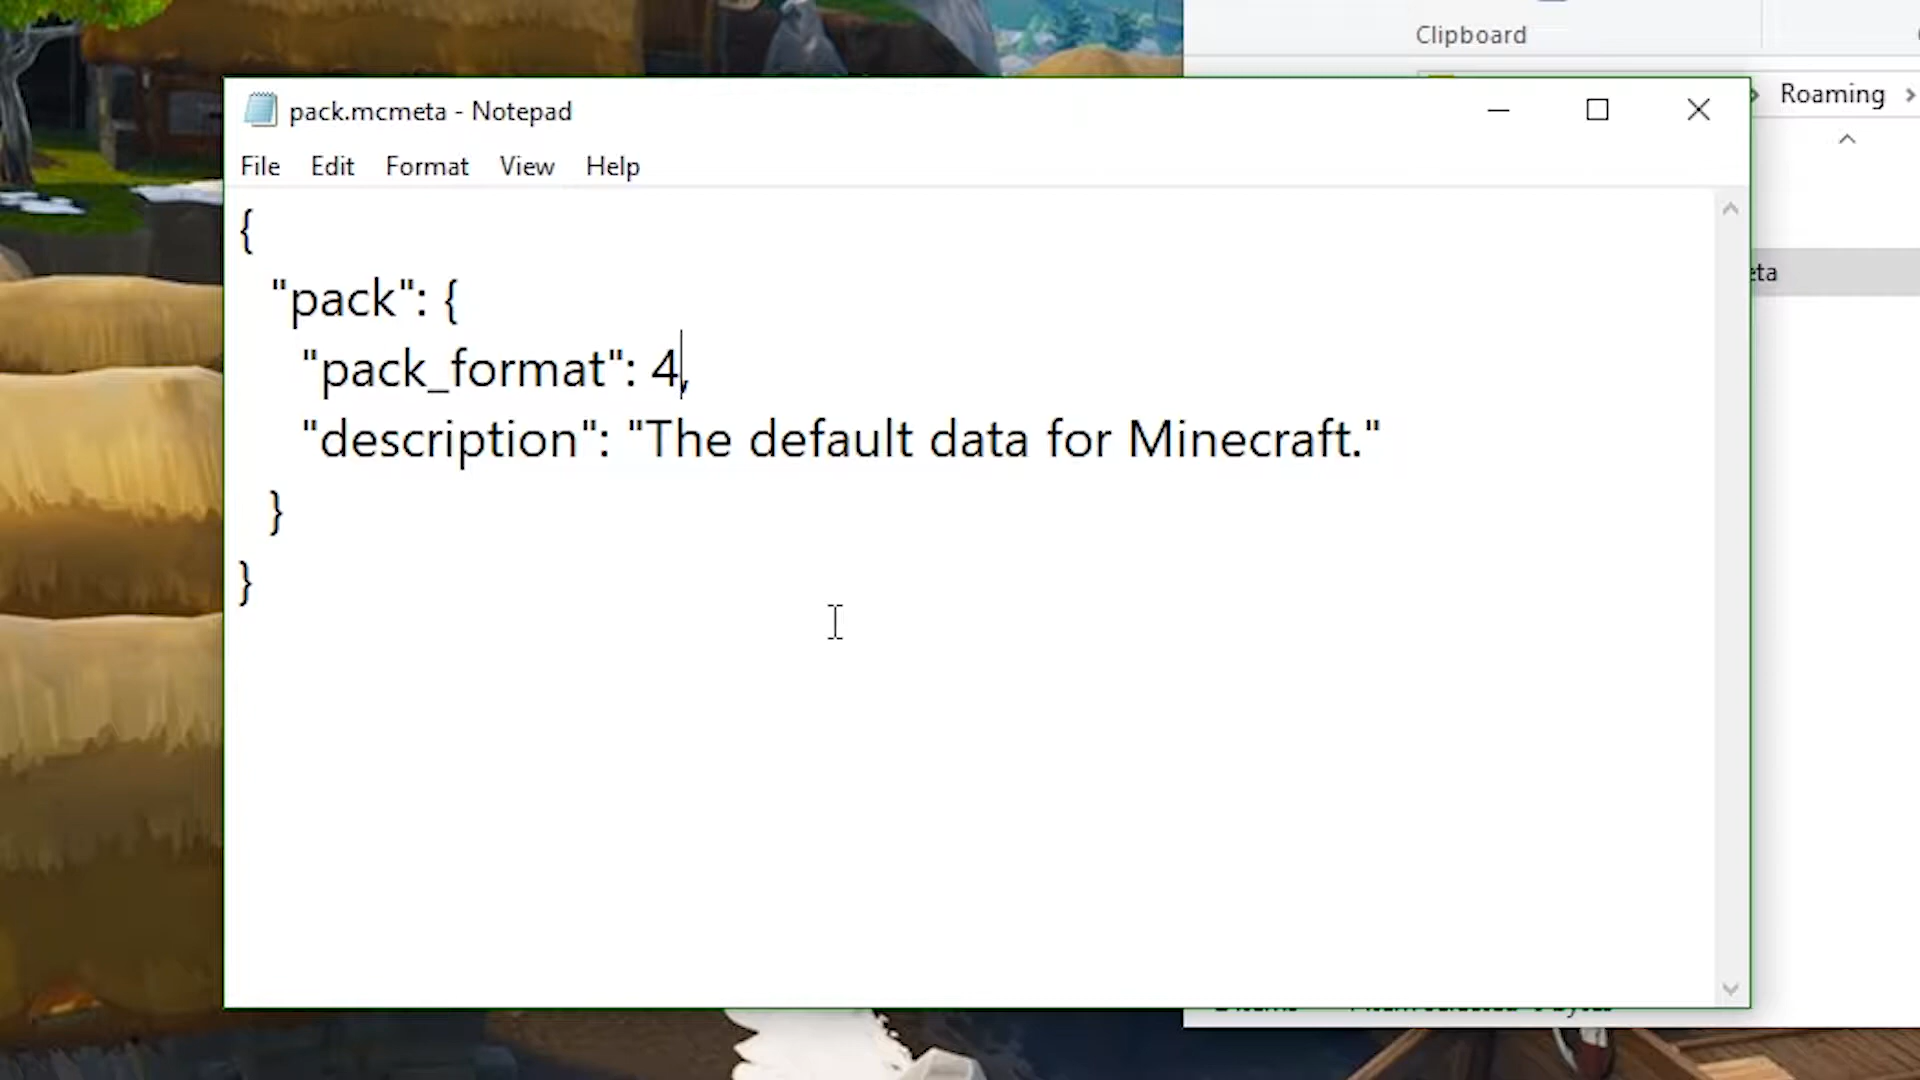 Clipboard
pack.mcmeta - Notepad
Roaming
File Edit Format View Help
{
"pack": {
"pack_format": 4,
"description": "The default data for Minecraft."
}
}
eta